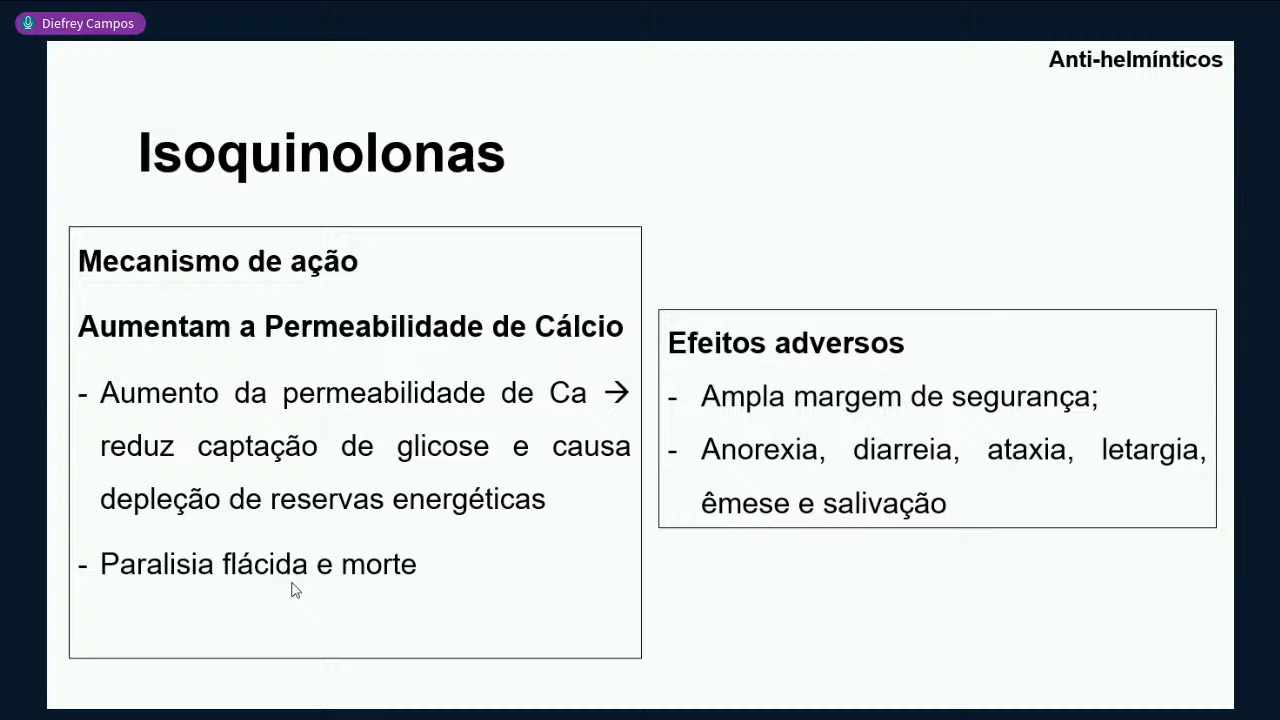 Diefrey Campos
Anti-helmínticos
Isoquinolonas
Mecanismo de ação
Aumentam a Permeabilidade de Cálcio
- Aumento da permeabilidade de Ca →
reduz captação de glicose e causa
depleção de reservas energéticas
- Paralisia flácida e morte
Efeitos adversos
- Ampla margem de segurança;
- Anorexia, diarreia, ataxia, letargia,
êmese e salivação